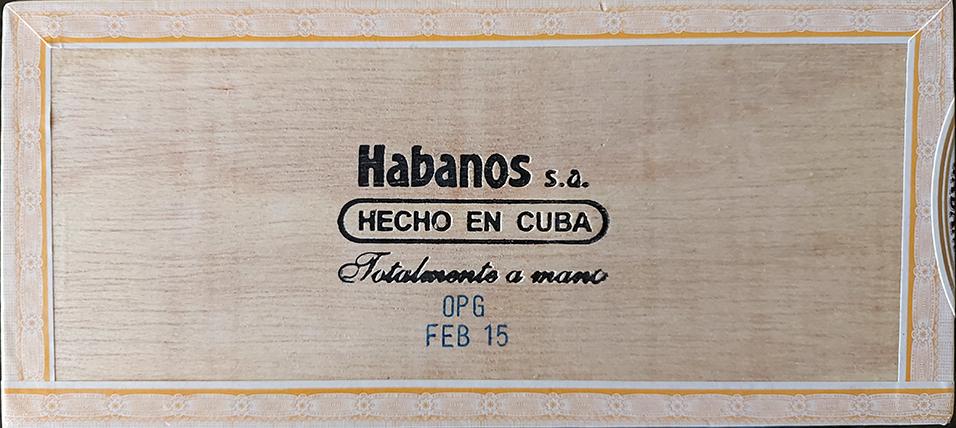 Habanos s.a.
HECHO EN CUBA
Totalmente a mano
OPG
FEB 15